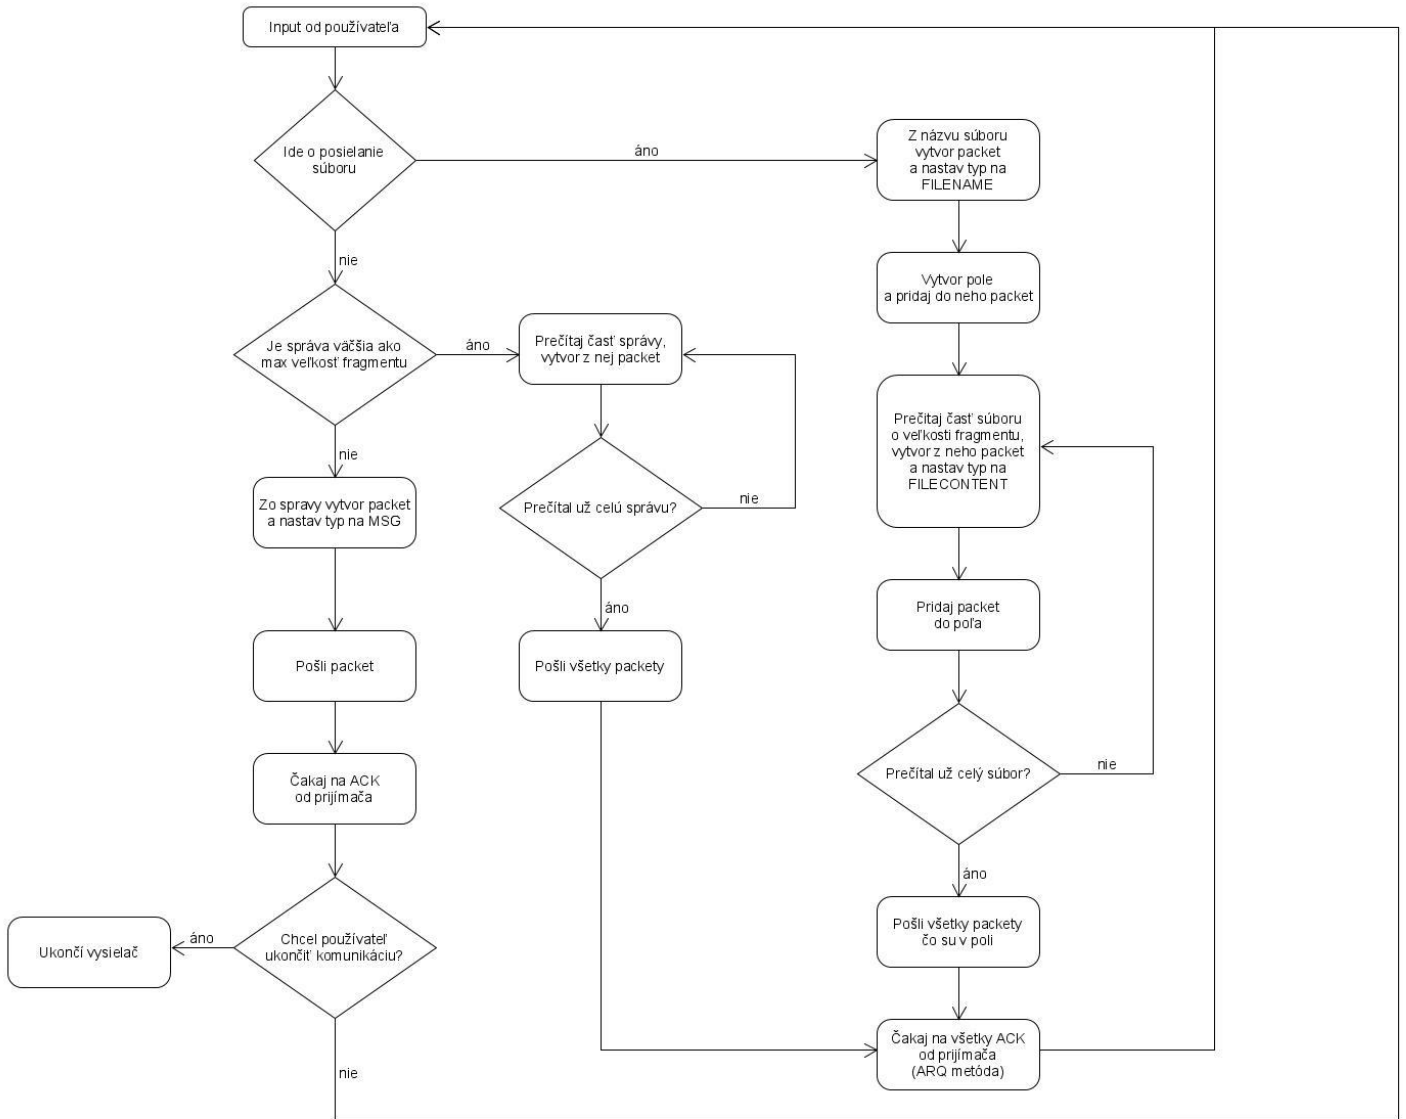 Input od používateľa
Ide o posielanie
súboru
áno
Z názvu súboru
vytvor packet
a nastav typ na
FILENAME
nie
Vytvor pole
a pridaj do neho packet
Je správa väčšia ako
max veľkosť fragmentu
áno
Prečítaj časť správy,
vytvor z nej packet
Prečitaj časť súboru
o veľkosti fragmentu,
vytvor z neho packet
a nastav typ na
FILECONTENT
nie
Zo spravy vytvor packet
a nastav typ na MSG
Prečítal už celú správu?
nie
áno
Pridaj packet
do poľa
Pošli packet
Pošli všetky packety
Čakaj na ACK
od prijímača
Prečítal už celý súbor?
nie
áno
Pošli všetky packety
čo su v poli
Chcel používateľ
ukončiť komunikáciu?
áno
Ukončí vysielač
nie
Čakaj na všetky ACK
od prijímača
(ARQ metóda)